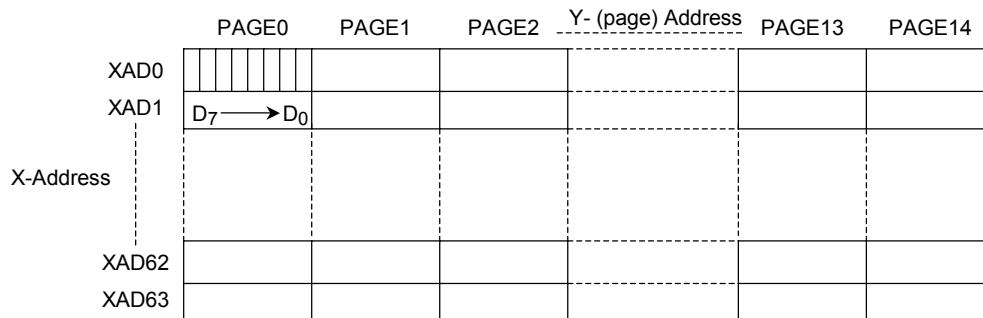 Y- (page) Address
PAGE0 PAGE1 PAGE2 PAGE13 PAGE14
XAD0
XAD1
D7 D0
X-Address
XAD62
XAD63